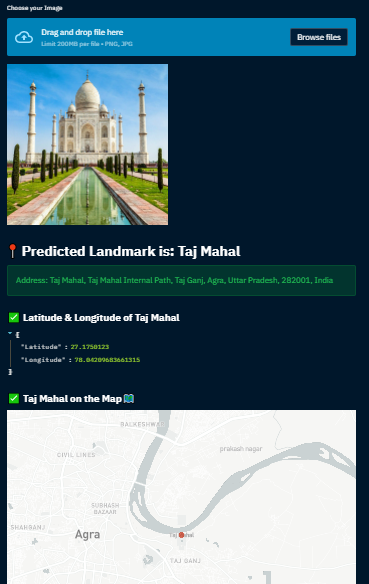 Choose your Image
Drag and drop file here
Limit 200MB per file • PNG, JPG
Browse files
Predicted Landmark is: Taj Mahal
Address: Taj Mahal, Taj Mahal Internal Path, Taj Ganj, Agra, Uttar Pradesh, 282001, India
Latitude & Longitude of Taj Mahal
{
"Latitude" : 27.1750123
"Longitude" : 78.04209683661315
}
Taj Mahal on the Map
BALKESHWAR
CIVIL LINES
prakash nagar
SUBHASH
BAZAAR
SHAHGANJ
Agra
Taj Mahal
TAJ GANJ